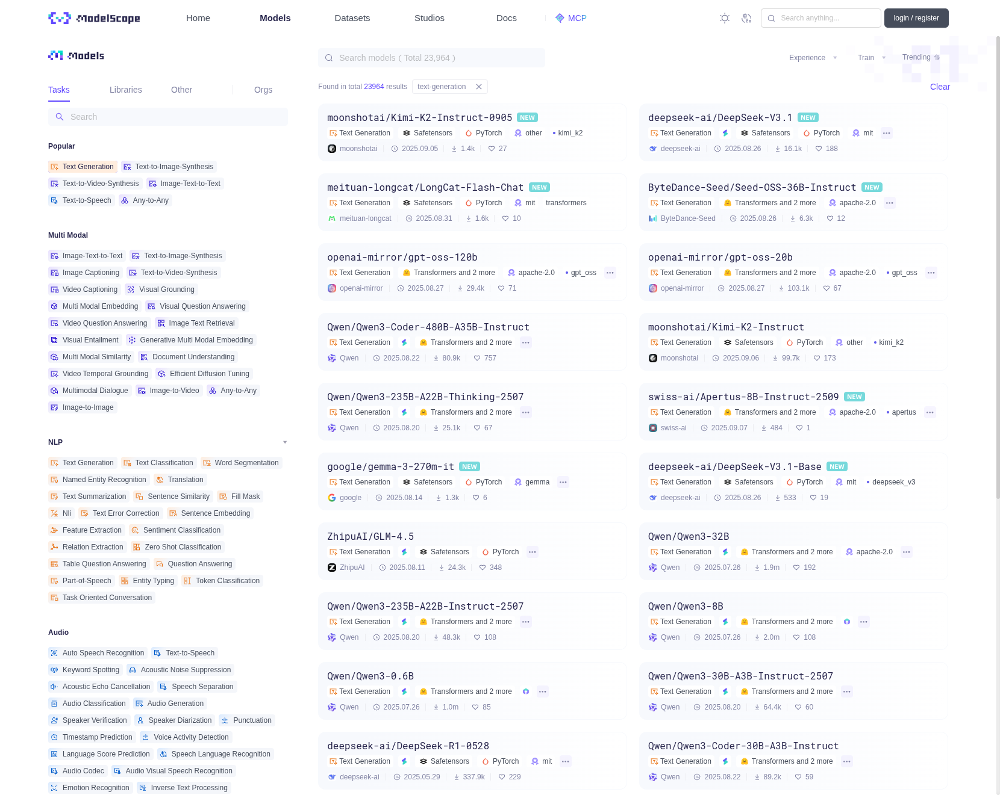 ModelScope
Home
Models
Datasets
Studios
Docs
MCP
Search anything...
login / register
Models
Search models ( Total 23,964 )
Experience
Train
Trending
Tasks
Libraries
Other
Orgs
Found in total 23964 results
text-generation
Clear
Search
Popular
Text Generation Text-to-Image-Synthesis
Text-to-Video-Synthesis Image-Text-to-Text
Text-to-Speech Any-to-Any
Multi Modal
Image-Text-to-Text Text-to-Image-Synthesis
Image Captioning Text-to-Video-Synthesis
Video Captioning Visual Grounding
Multi Modal Embedding Visual Question Answering
Video Question Answering Image Text Retrieval
Visual Entailment Generative Multi Modal Embedding
Multi Modal Similarity Document Understanding
Video Temporal Grounding Efficient Diffusion Tuning
Multimodal Dialogue Image-to-Video Any-to-Any
Image-to-Image
NLP
Text Generation Text Classification Word Segmentation
Named Entity Recognition Translation
Text Summarization Sentence Similarity Fill Mask
Nli Text Error Correction Sentence Embedding
Feature Extraction Sentiment Classification
Relation Extraction Zero Shot Classification
Table Question Answering Question Answering
Part-of-Speech Entity Typing Token Classification
Task Oriented Conversation
Audio
Auto Speech Recognition Text-to-Speech
Keyword Spotting Acoustic Noise Suppression
Acoustic Echo Cancellation Speech Separation
Audio Classification Audio Generation
Speaker Verification Speaker Diarization Punctuation
Timestamp Prediction Voice Activity Detection
Language Score Prediction Speech Language Recognition
Audio Codec Audio Visual Speech Recognition
Emotion Recognition Inverse Text Processing
moonshotai/Kimi-K2-Instruct-0905 NEW
Text Generation Safetensors PyTorch other kimi_k2
moonshotai 2025.09.05 1.4k 27
deepseek-ai/DeepSeek-V3.1 NEW
Text Generation Safetensors PyTorch mit ...
deepseek-ai 2025.08.26 16.1k 188
meituan-longcat/LongCat-Flash-Chat NEW
Text Generation Safetensors PyTorch mit transformers
meituan-longcat 2025.08.31 1.6k 10
ByteDance-Seed/Seed-OSS-36B-Instruct NEW
Text Generation Transformers and 2 more apache-2.0 ...
ByteDance-Seed 2025.08.26 6.3k 12
openai-mirror/gpt-oss-120b
Text Generation Transformers and 2 more apache-2.0 gpt_oss ...
openai-mirror 2025.08.27 29.4k 71
openai-mirror/gpt-oss-20b
Text Generation Transformers and 2 more apache-2.0 gpt_oss ...
openai-mirror 2025.08.27 103.1k 67
Qwen/Qwen3-Coder-480B-A35B-Instruct
Text Generation Transformers and 2 more ...
Qwen 2025.08.22 80.9k 757
moonshotai/Kimi-K2-Instruct
Text Generation Safetensors PyTorch other kimi_k2
moonshotai 2025.09.06 99.7k 173
Qwen/Qwen3-235B-A22B-Thinking-2507
Text Generation Transformers and 2 more ...
Qwen 2025.08.20 25.1k 67
swiss-ai/Apertus-8B-Instruct-2509 NEW
Text Generation Transformers and 2 more apache-2.0 apertus ...
swiss-ai 2025.09.07 484 1
google/gemma-3-270m-it NEW
Text Generation Safetensors PyTorch gemma ...
google 2025.08.14 1.3k 6
deepseek-ai/DeepSeek-V3.1-Base NEW
Text Generation Safetensors PyTorch mit deepseek_v3
deepseek-ai 2025.08.26 533 19
ZhipuAI/GLM-4.5
Text Generation Safetensors PyTorch ...
ZhipuAI 2025.08.11 24.3k 348
Qwen/Qwen3-32B
Text Generation Transformers and 2 more apache-2.0 ...
Qwen 2025.07.26 1.9m 192
Qwen/Qwen3-235B-A22B-Instruct-2507
Text Generation Transformers and 2 more ...
Qwen 2025.08.20 48.3k 108
Qwen/Qwen3-8B
Text Generation Transformers and 2 more ...
Qwen 2025.07.26 2.0m 108
Qwen/Qwen3-0.6B
Text Generation Transformers and 2 more ...
Qwen 2025.07.26 1.0m 85
Qwen/Qwen3-30B-A3B-Instruct-2507
Text Generation Transformers and 2 more ...
Qwen 2025.08.20 64.4k 60
deepseek-ai/DeepSeek-R1-0528
Text Generation Safetensors PyTorch mit ...
deepseek-ai 2025.05.29 337.9k 229
Qwen/Qwen3-Coder-30B-A3B-Instruct
Text Generation Transformers and 2 more ...
Qwen 2025.08.22 89.2k 59